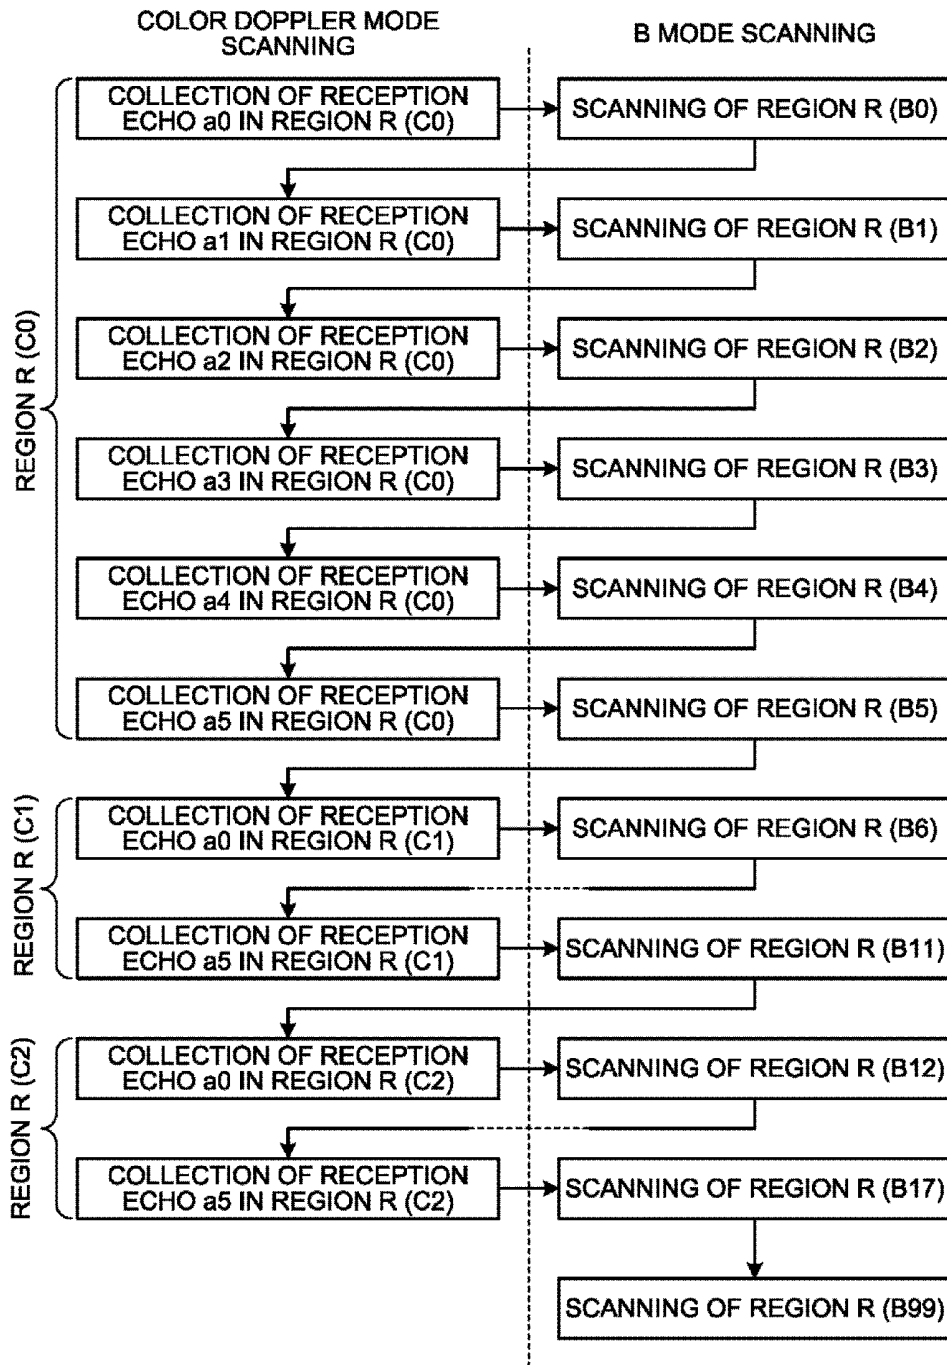 COLOR DOPPLER MODE
SCANNING
B MODE SCANNING
REGION R (C0)
COLLECTION OF RECEPTION
ECHO a0 IN REGION R (C0)
SCANNING OF REGION R (B0)
COLLECTION OF RECEPTION
ECHO a1 IN REGION R (C0)
SCANNING OF REGION R (B1)
COLLECTION OF RECEPTION
ECHO a2 IN REGION R (C0)
SCANNING OF REGION R (B2)
COLLECTION OF RECEPTION
ECHO a3 IN REGION R (C0)
SCANNING OF REGION R (B3)
COLLECTION OF RECEPTION
ECHO a4 IN REGION R (C0)
SCANNING OF REGION R (B4)
COLLECTION OF RECEPTION
ECHO a5 IN REGION R (C0)
SCANNING OF REGION R (B5)
REGION R (C1)
COLLECTION OF RECEPTION
ECHO a0 IN REGION R (C1)
SCANNING OF REGION R (B6)
COLLECTION OF RECEPTION
ECHO a5 IN REGION R (C1)
SCANNING OF REGION R (B11)
REGION R (C2)
COLLECTION OF RECEPTION
ECHO a0 IN REGION R (C2)
SCANNING OF REGION R (B12)
COLLECTION OF RECEPTION
ECHO a5 IN REGION R (C2)
SCANNING OF REGION R (B17)
SCANNING OF REGION R (B99)